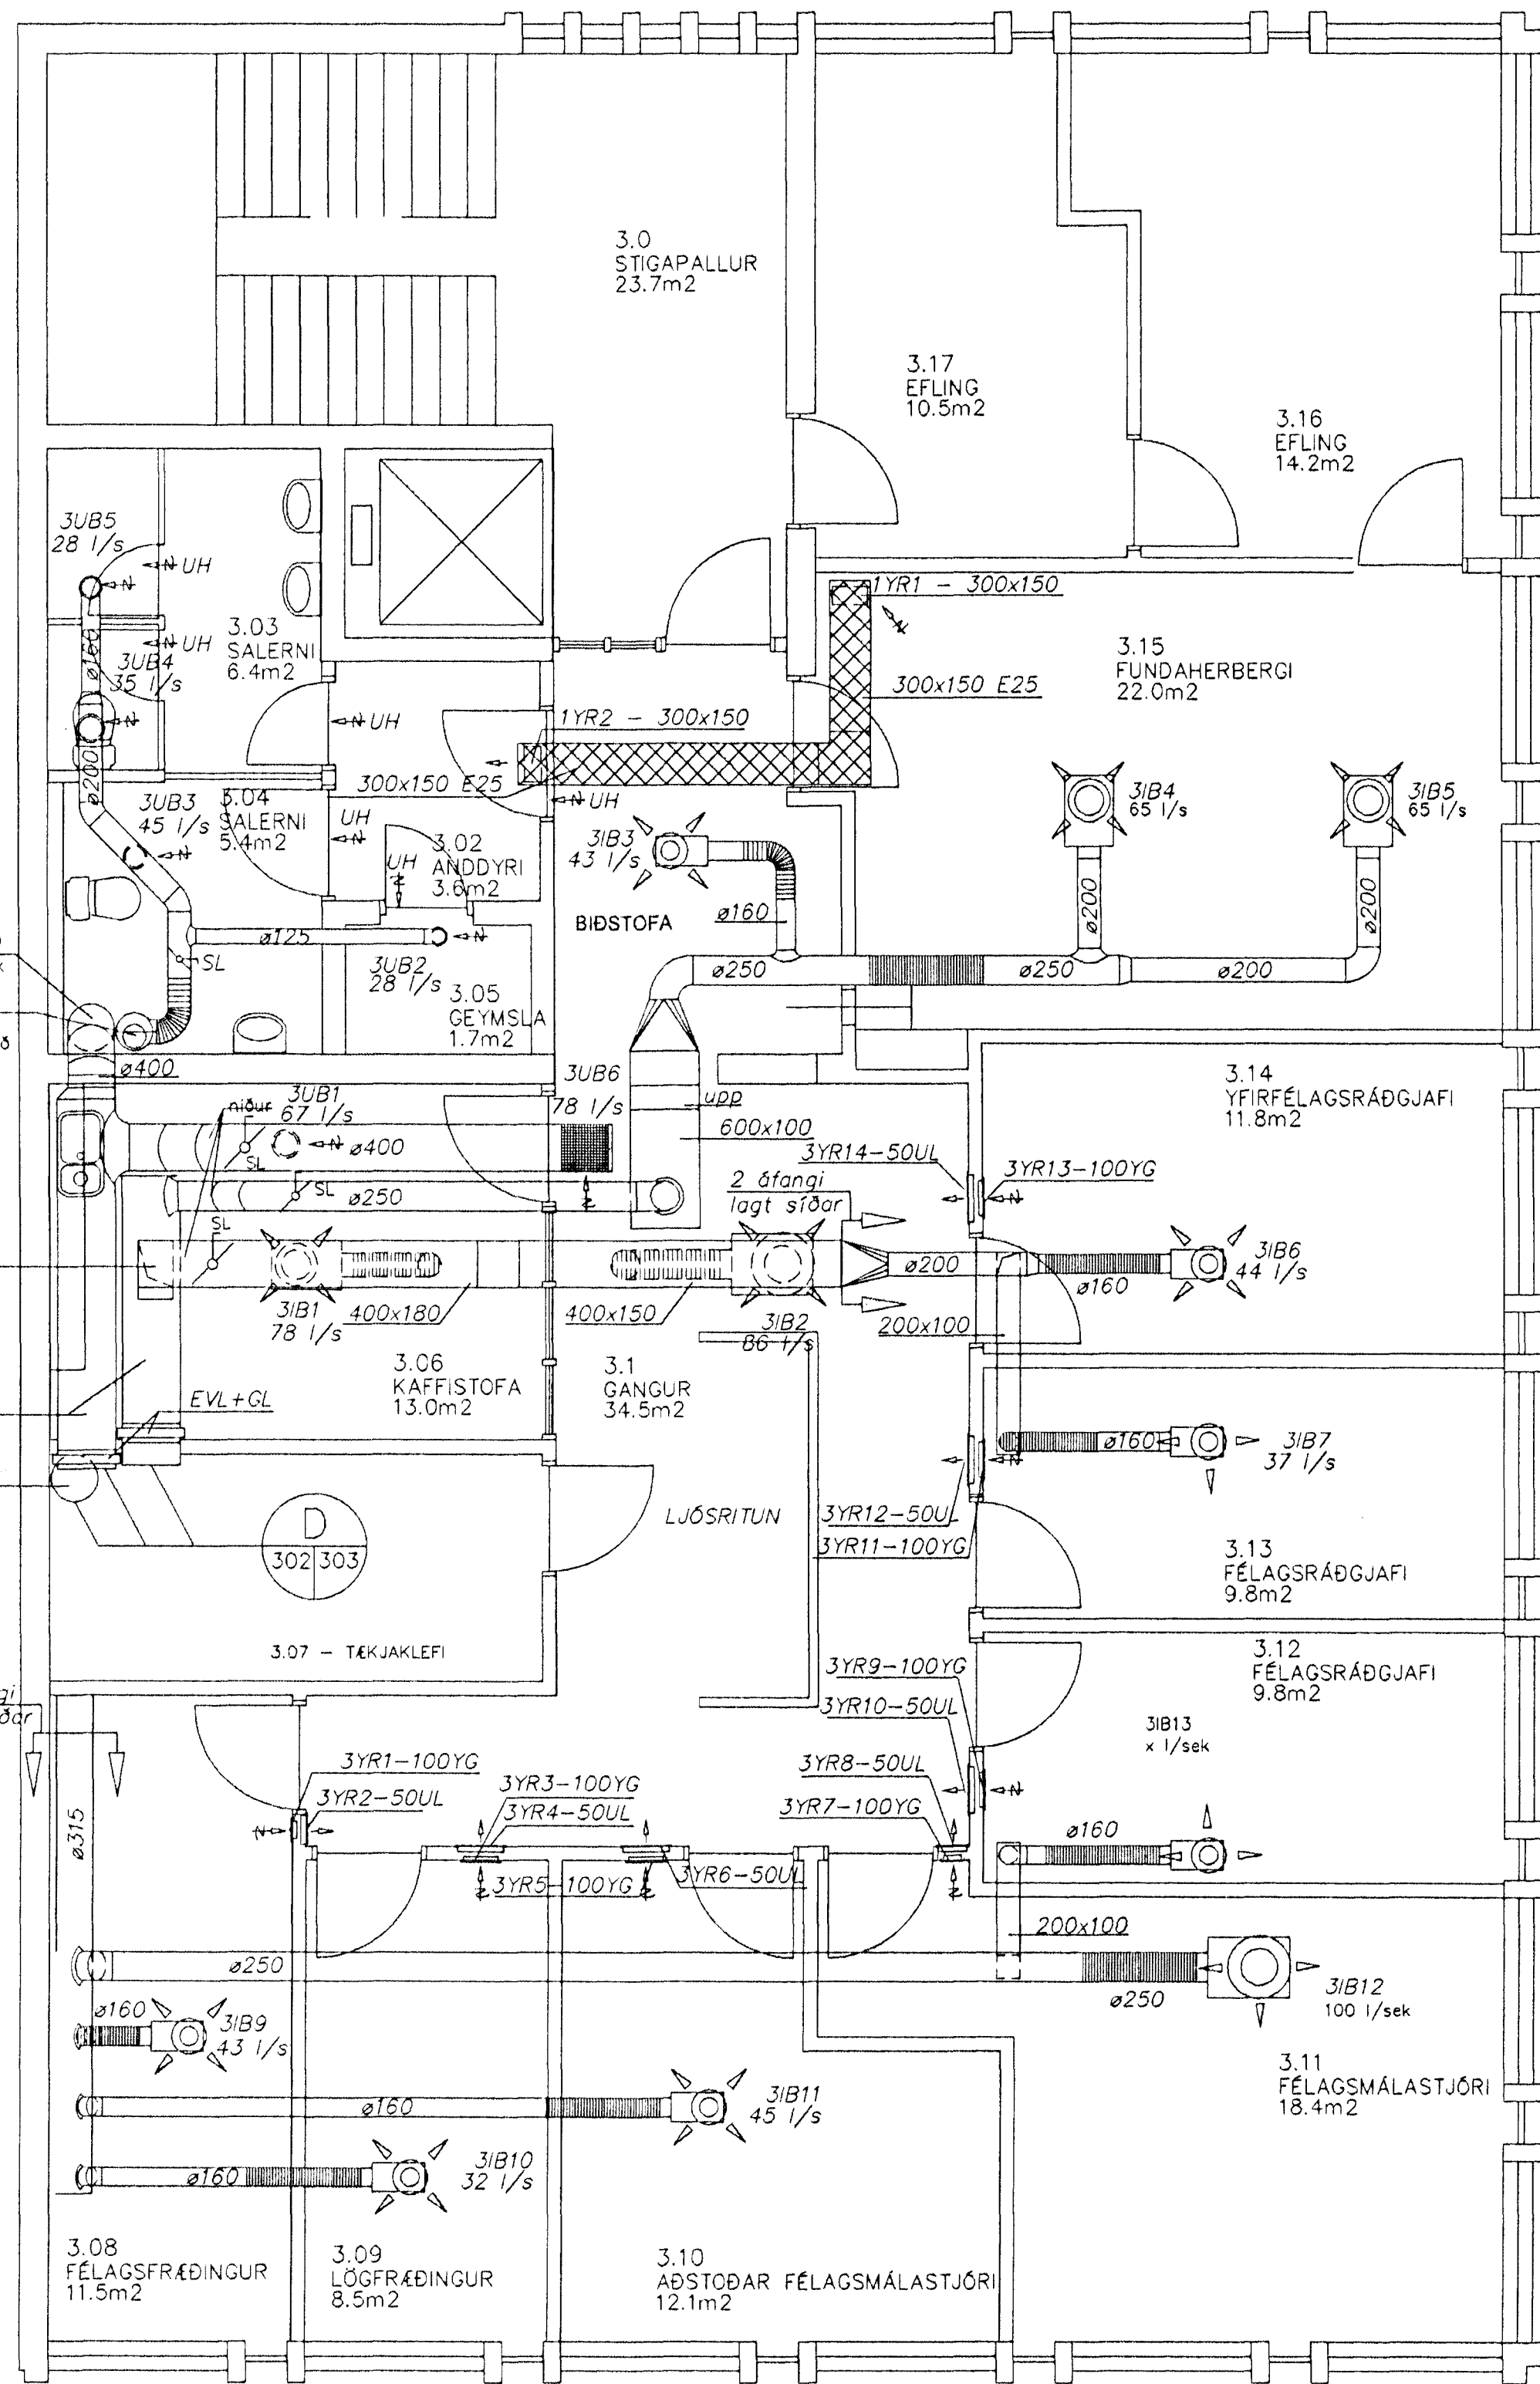 3.0
STIGAPALLUR
23.7m2
3.17
EFLING
10.5m2
3.16
EFLING
14.2m2
3UB5
28 l/s
UH
3.03
SALERNI
6.4m2
UH
ø160
3UB4
35 l/s
1YR1 - 300x150
3.15
FUNDAHERBERGI
22.0m2
300x150 E25
UH
1YR2 - 300x150
ø200
300x150 E25
UH
3UB3
45 l/s
3.04
SALERNI
5.4m2
UH
UH
3.02
ANDDYRI
3.6m2
3IB3
43 l/s
3IB4
65 l/s
3IB5
65 l/s
BIÐSTOFA
ø160
ø200
ø200
ø125
SL
3UB2
28 l/s
3.05
GEYMSLA
1.7m2
ø250
ø250
ø200
ø400
3UB1
67 l/s
niður
ø400
SL
3UB6
78 l/s
upp
600x100
3.14
YFIRFÉLAGSRÁÐGJAFI
11.8m2
3YR14-50UL
3YR13-100YG
ø250
SL
2 áfangi
lagt síðar
SL
3IB1
78 l/s
400x180
400x150
3IB2
86 l/s
ø200
200x100
ø160
3IB6
44 l/s
3.06
KAFFISTOFA
13.0m2
3.1
GANGUR
34.5m2
EVL+GL
ø160
3IB7
37 l/s
D
302 303
LJÓSRITUN
3YR12-50UL
3YR11-100YG
3.13
FÉLAGSRÁÐGJAFI
9.8m2
3.07 - TÆKJAKLEFI
3.12
FÉLAGSRÁÐGJAFI
9.8m2
3YR9-100YG
3YR10-50UL
3IB13
x l/sek
3YR1-100YG
3YR2-50UL
3YR3-100YG
3YR4-50UL
3YR8-50UL
3YR7-100YG
ø315
ø160
3YR5-100YG
3YR6-50UL
200x100
ø250
ø250
3IB12
100 l/sek
ø160
3IB9
43 l/s
ø160
3IB11
45 l/s
ø160
3IB10
32 l/s
3.11
FÉLAGSMÁLASTJÓRI
18.4m2
3.08
FÉLAGSFRÆÐINGUR
11.5m2
3.09
LÖGFRÆÐINGUR
8.5m2
3.10
AÐSTOÐAR FÉLAGSMÁLASTJÓRI
12.1m2